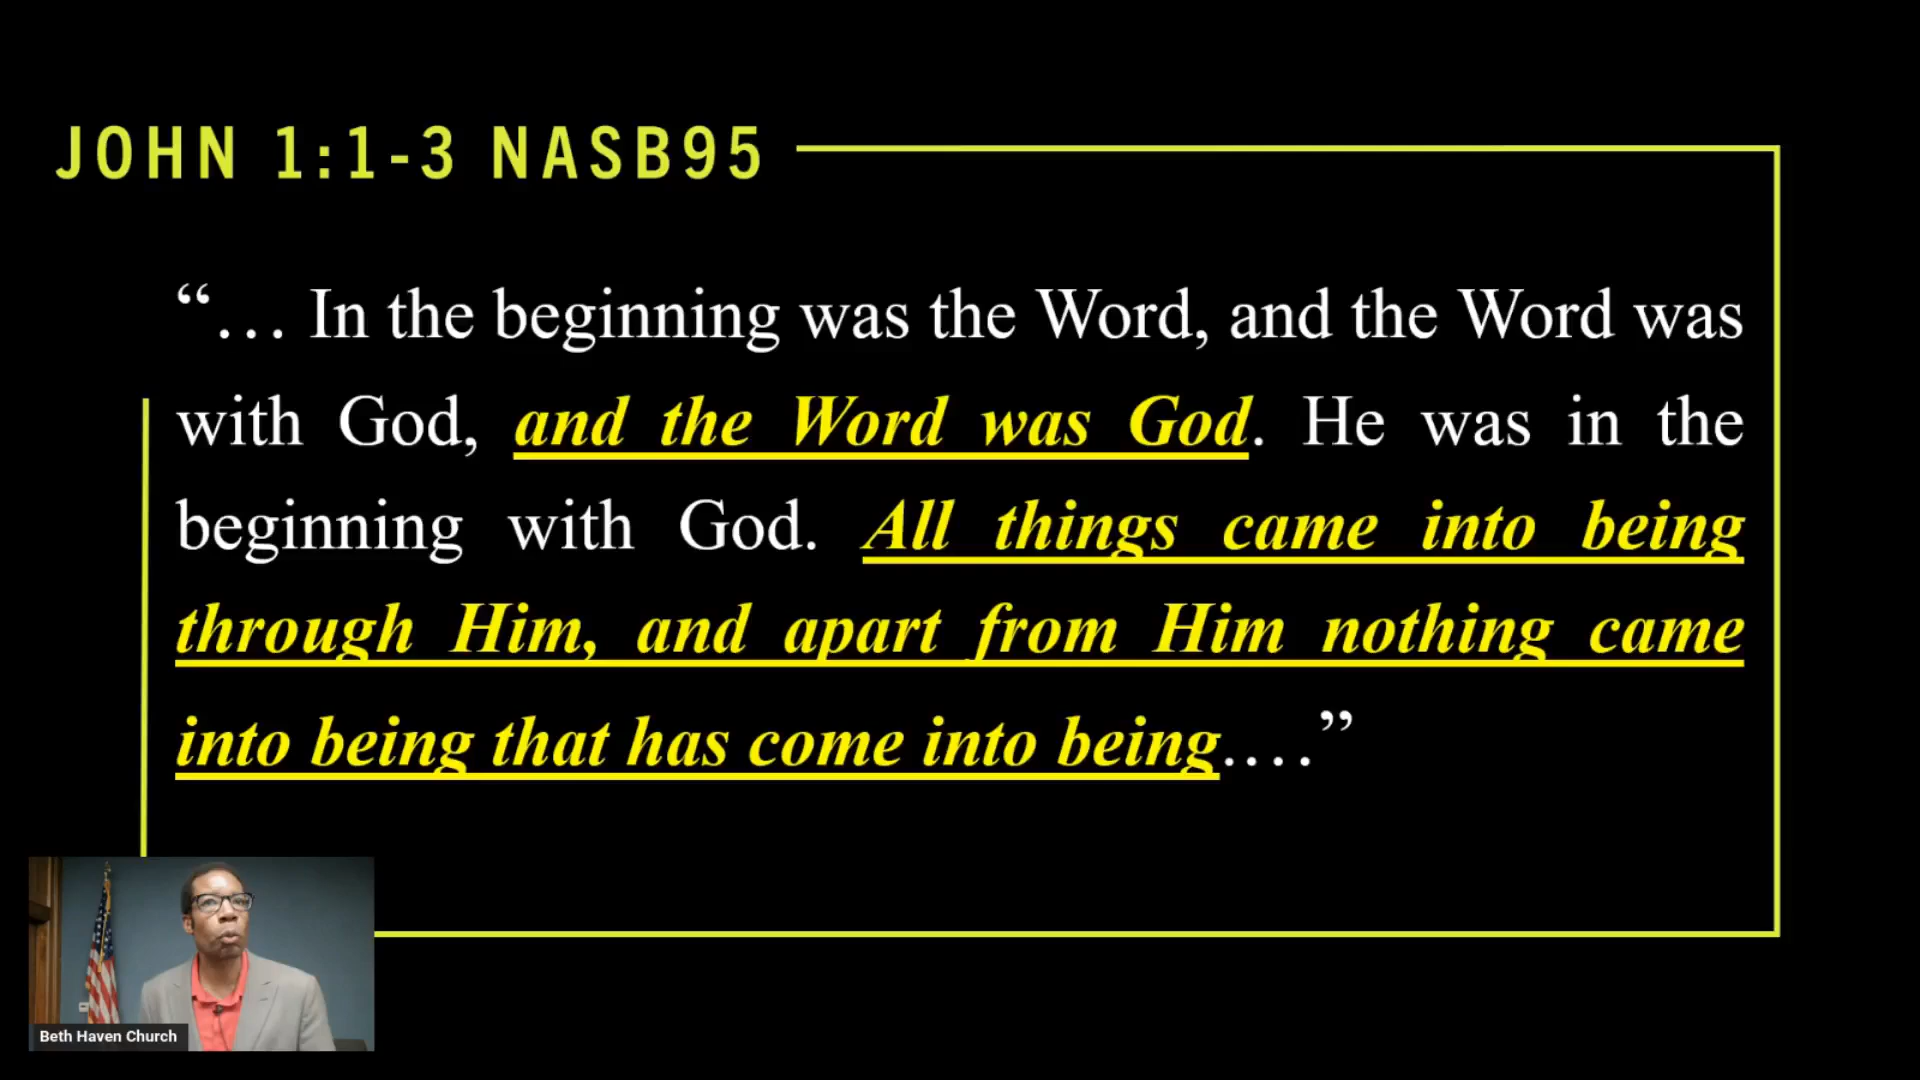 JOHN 1:1-3 NASB95
“… In the beginning was the Word, and the Word was
with God, and the Word was God. He was in the
beginning with God. All things came into being
through Him, and apart from Him nothing came
into being that has come into being….”
Beth Haven Church